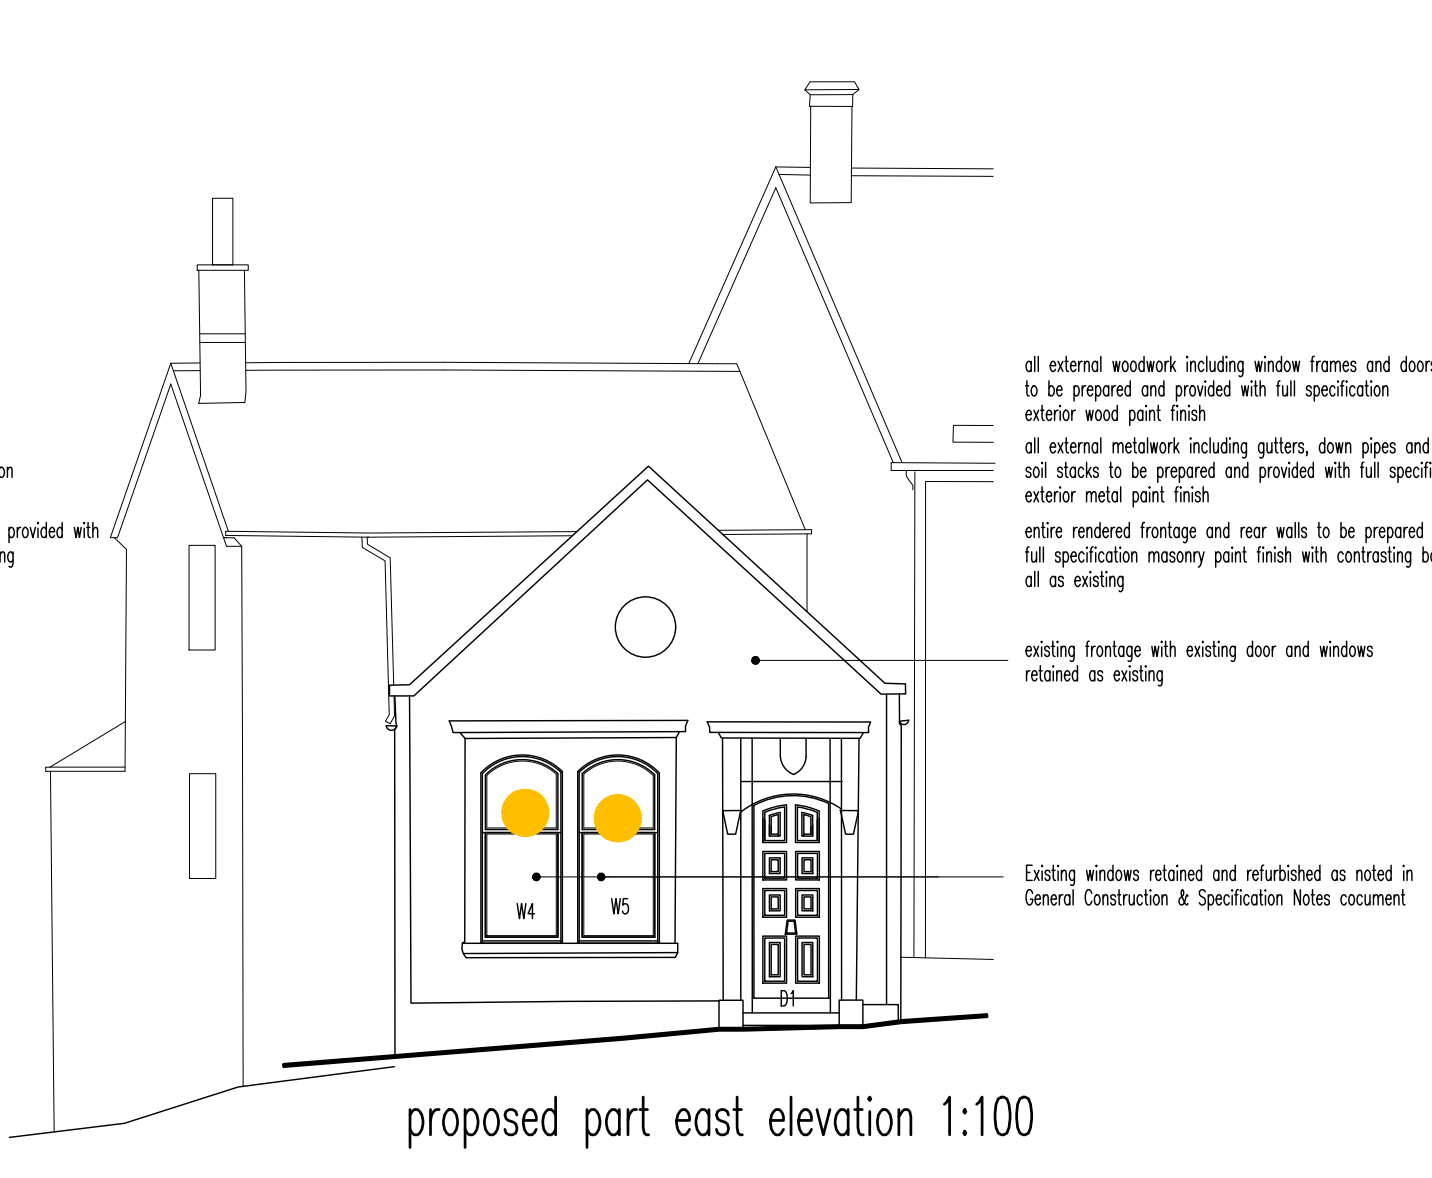 on
provided with
ng
all external woodwork including window frames and doors
to be prepared and provided with full specification
exterior wood paint finish
all external metalwork including gutters, down pipes and
soil stacks to be prepared and provided with full specifi
exterior metal paint finish
entire rendered frontage and rear walls to be prepared
full specification masonry paint finish with contrasting
all as existing
existing frontage with existing door and windows
retained as existing
Existing windows retained and refurbished as noted in
General Construction & Specification Notes cocument
W4
W5
D1
proposed part east elevation 1:100